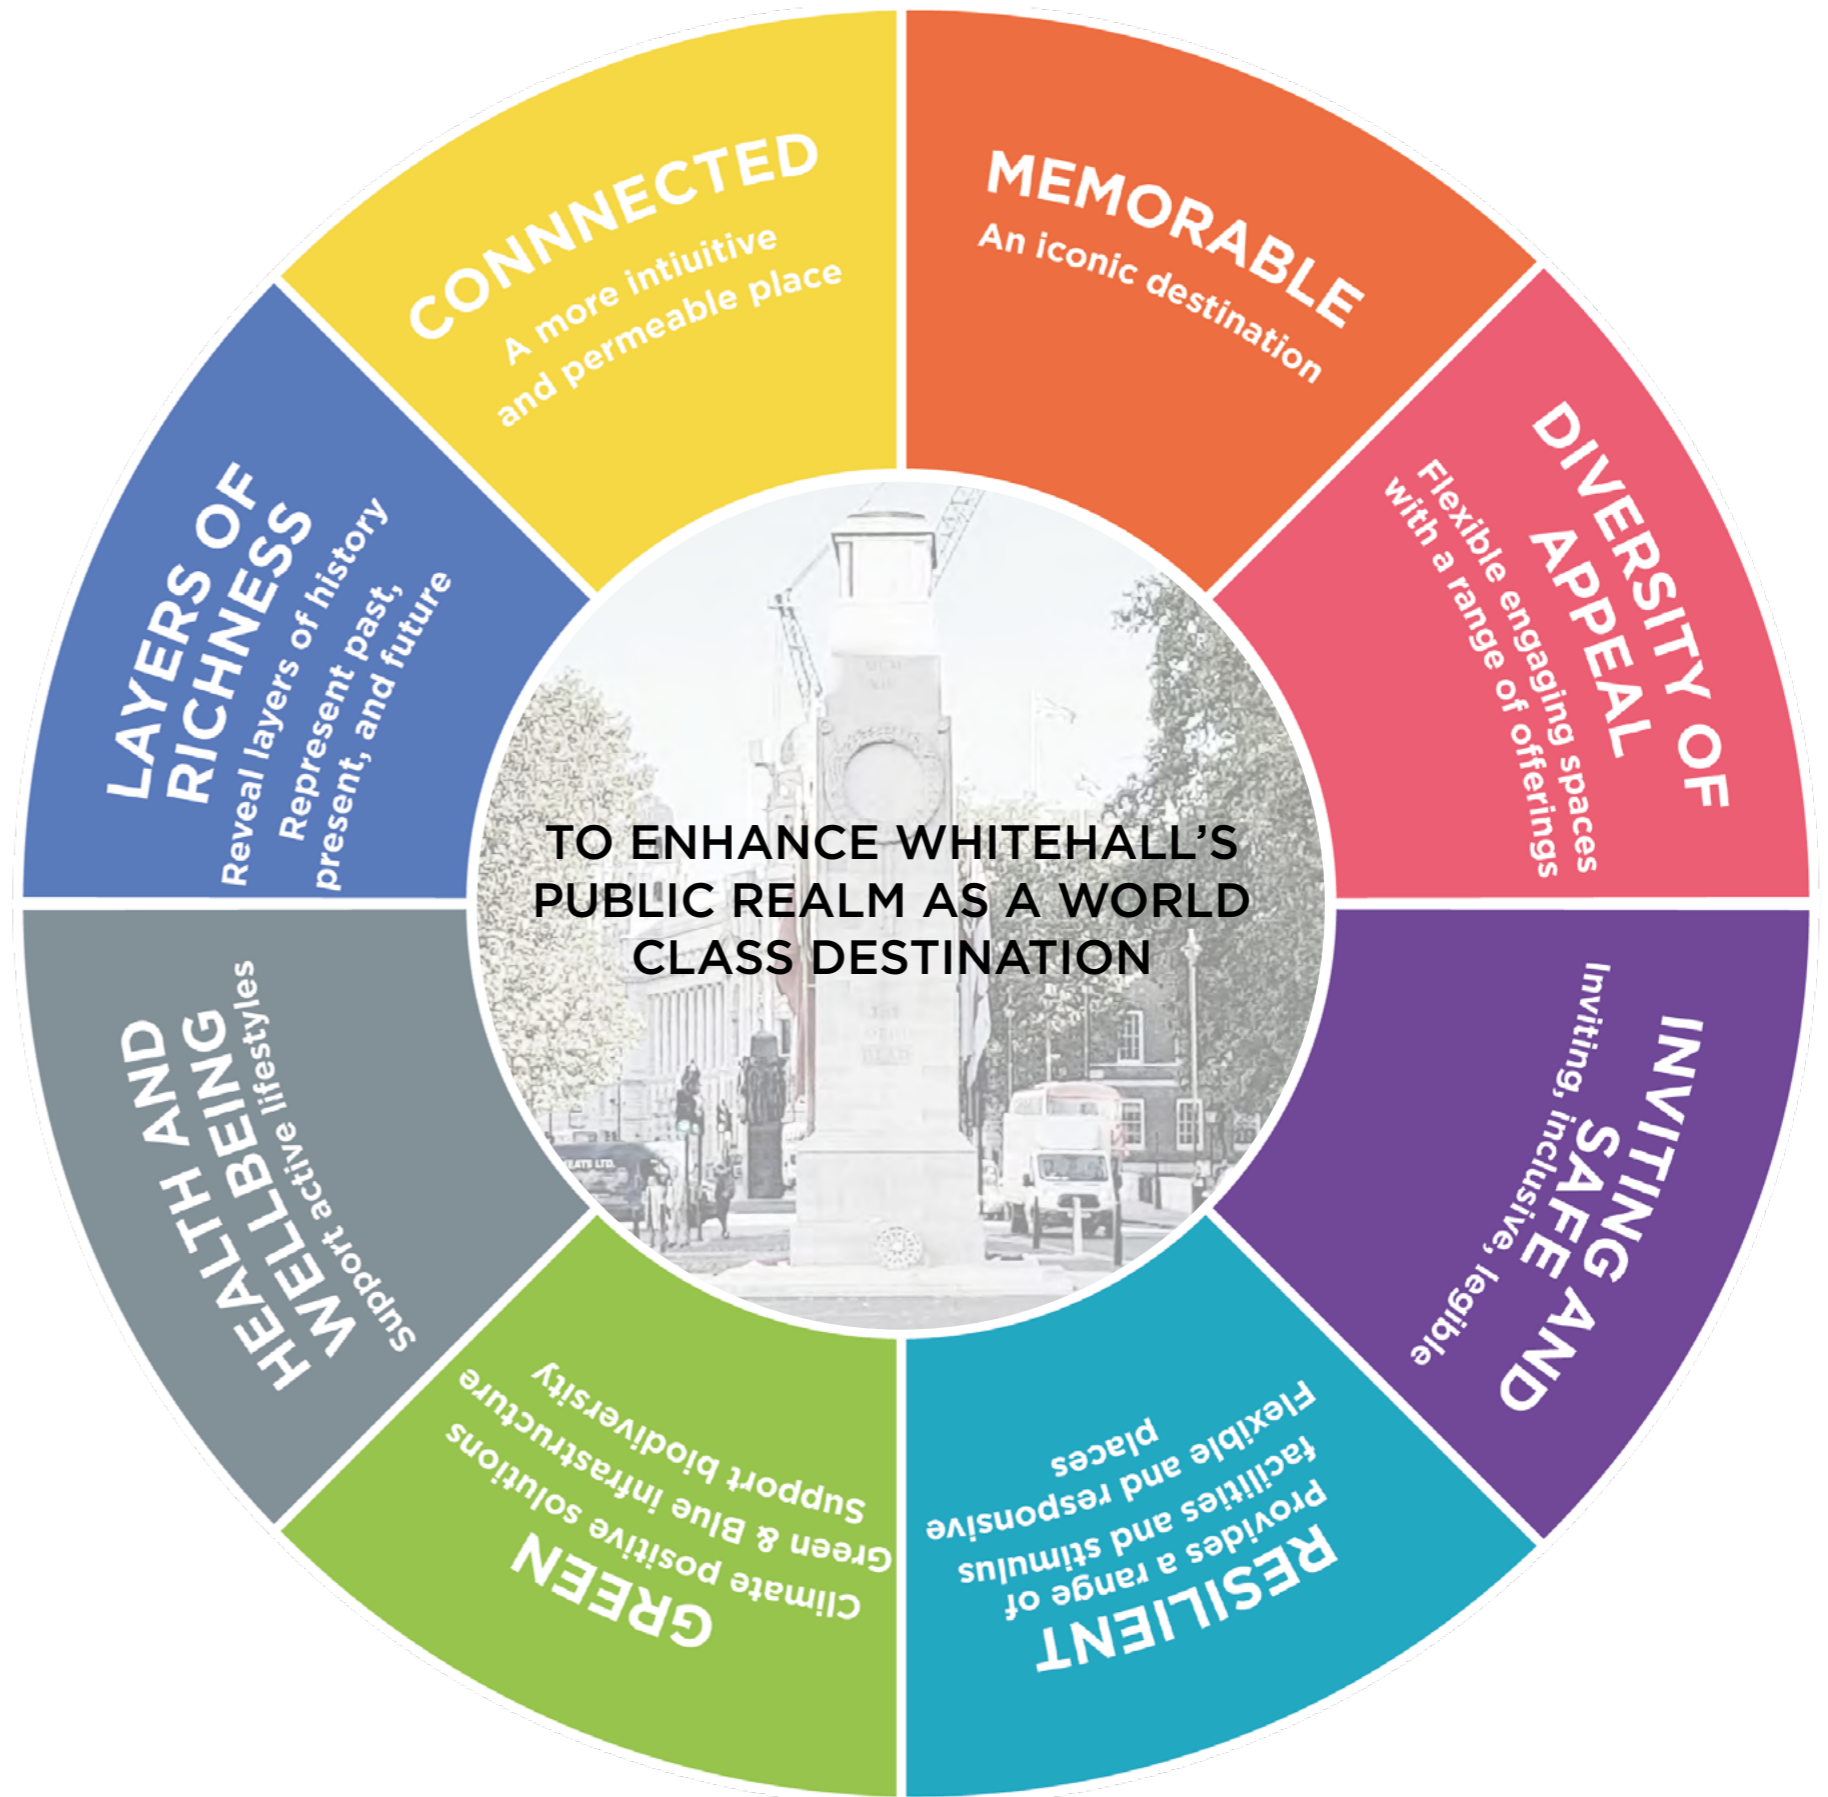 CONNNECTED
A more intiuitive
and permeable place
MEMORABLE
An iconic destination
DIVERSITY OF
APPEAL
Flexible engaging spaces
with a range of offerings
INVITING AND
SAFE
Inviting, inclusive, legible
RESILIENT
Provides a range of
facilities and stimulus
Flexible and responsive
places
GREEN
Climate positive solutions
Green & Blue infrastructure
Support biodiversity
HEALTH AND
WELLBEING
Support active lifestyles
LAYERS OF
RICHNESS
Reveal layers of history
Represent past,
present, and future
TO ENHANCE WHITEHALL’S
PUBLIC REALM AS A WORLD
CLASS DESTINATION